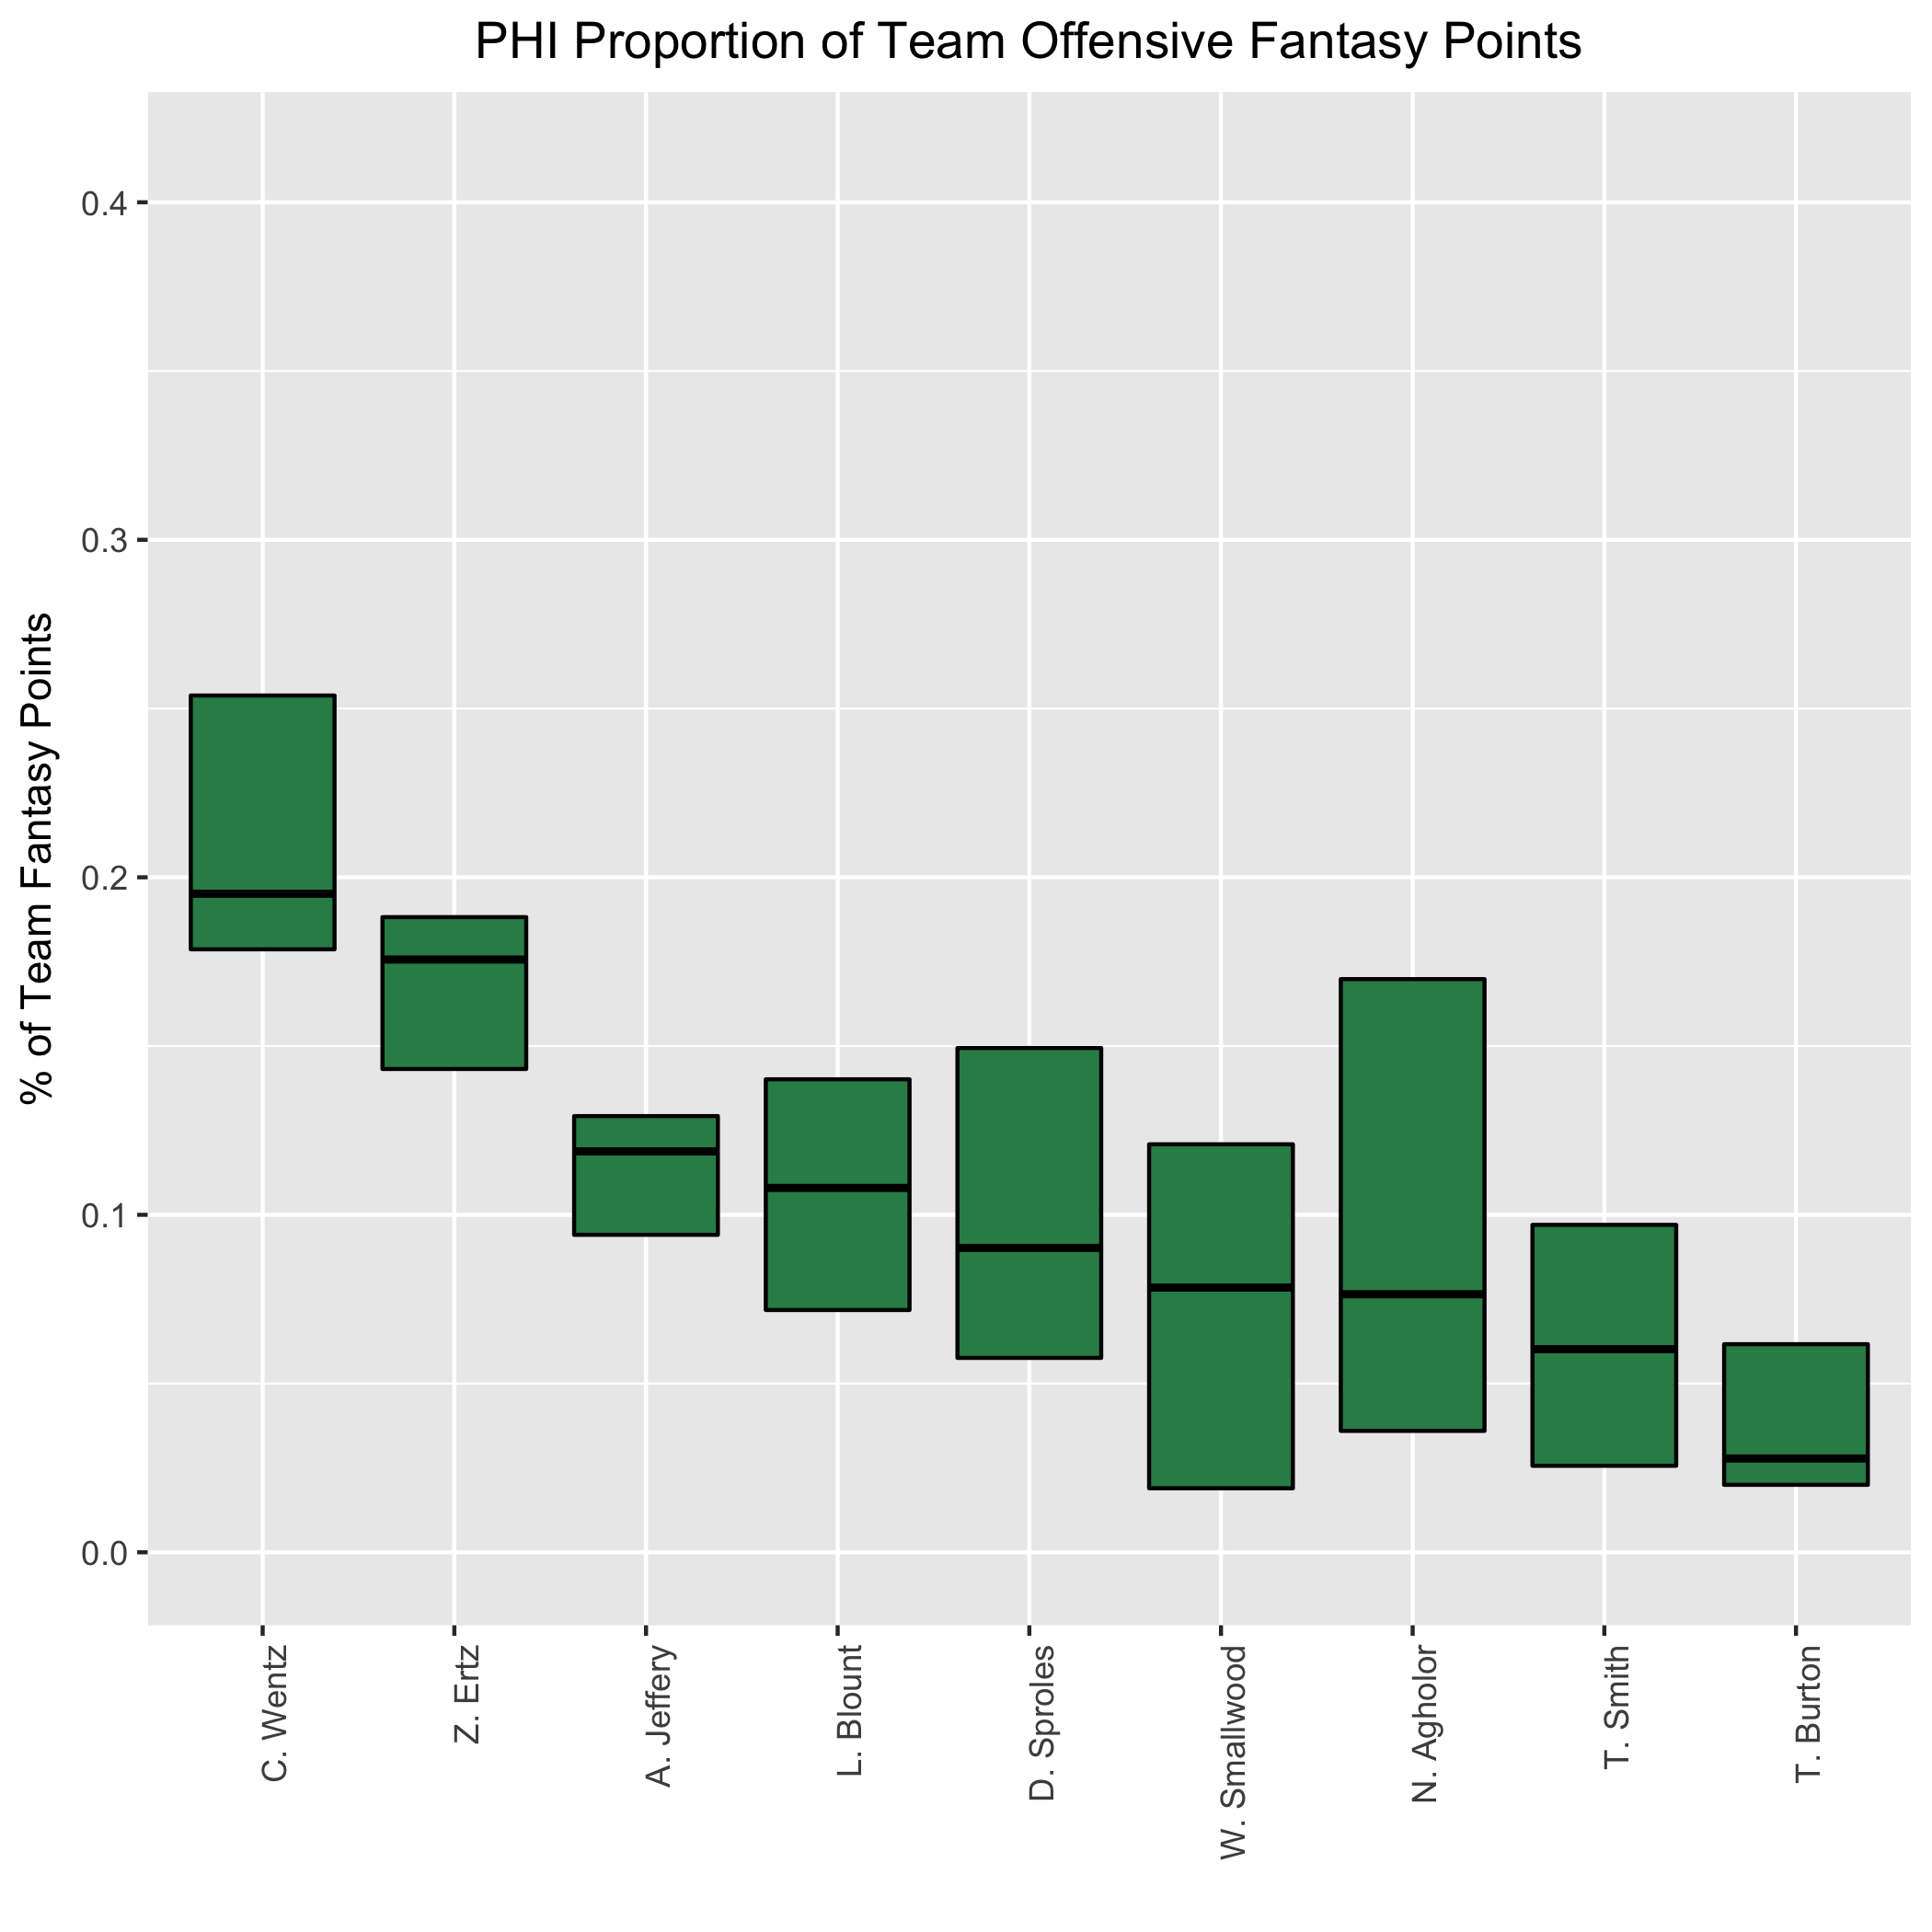 PHI Proportion of Team Offensive Fantasy Points
% of Team Fantasy Points
0.4
0.3
0.2
0.1
0.0
C. Wentz
Z. Ertz
A. Jeffery
L. Blount
D. Sproles
W. Smallwood
N. Agholor
T. Smith
T. Burton